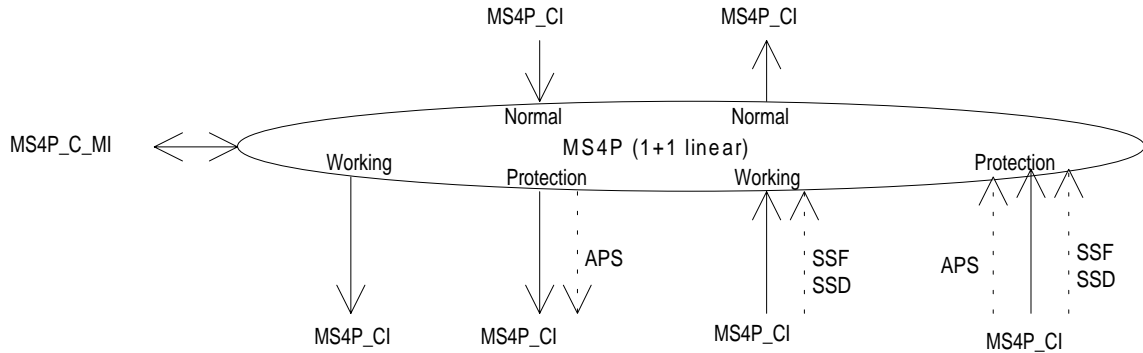 MS4P_CI
MS4P_CI
Normal
Normal
MS4P_C_MI
MS4P (1+1 linear)
Working
Protection
Working
Protection
APS
SSF
SSD
APS
SSF
SSD
MS4P_CI
MS4P_CI
MS4P_CI
MS4P_CI